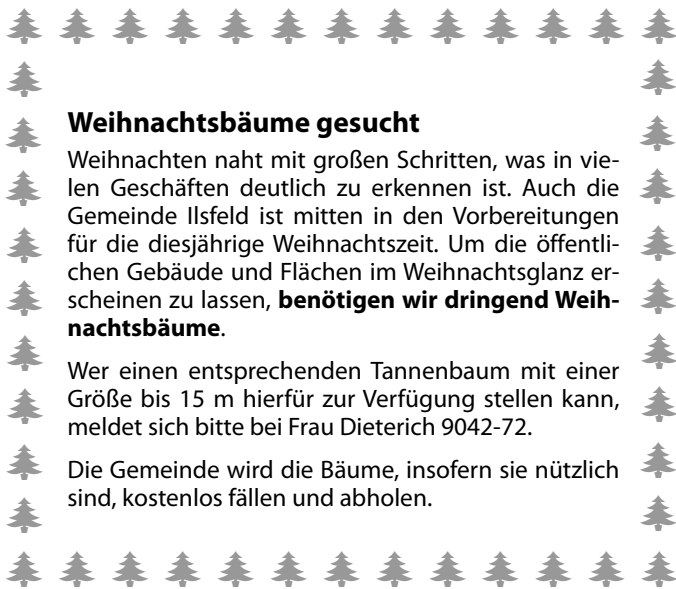 Weihnachtsbäume gesucht
Weihnachten naht mit großen Schritten, was in vie-
len Geschäften deutlich zu erkennen ist. Auch die
Gemeinde Ilsfeld ist mitten in den Vorbereitungen
für die diesjährige Weihnachtszeit. Um die öffentli-
chen Gebäude und Flächen im Weihnachtsglanz er-
scheinen zu lassen, benötigen wir dringend Weih-
nachtsbäume.
Wer einen entsprechenden Tannenbaum mit einer
Größe bis 15 m hierfür zur Verfügung stellen kann,
meldet sich bitte bei Frau Dieterich 9042-72.
Die Gemeinde wird die Bäume, insofern sie nützlich
sind, kostenlos fällen und abholen.